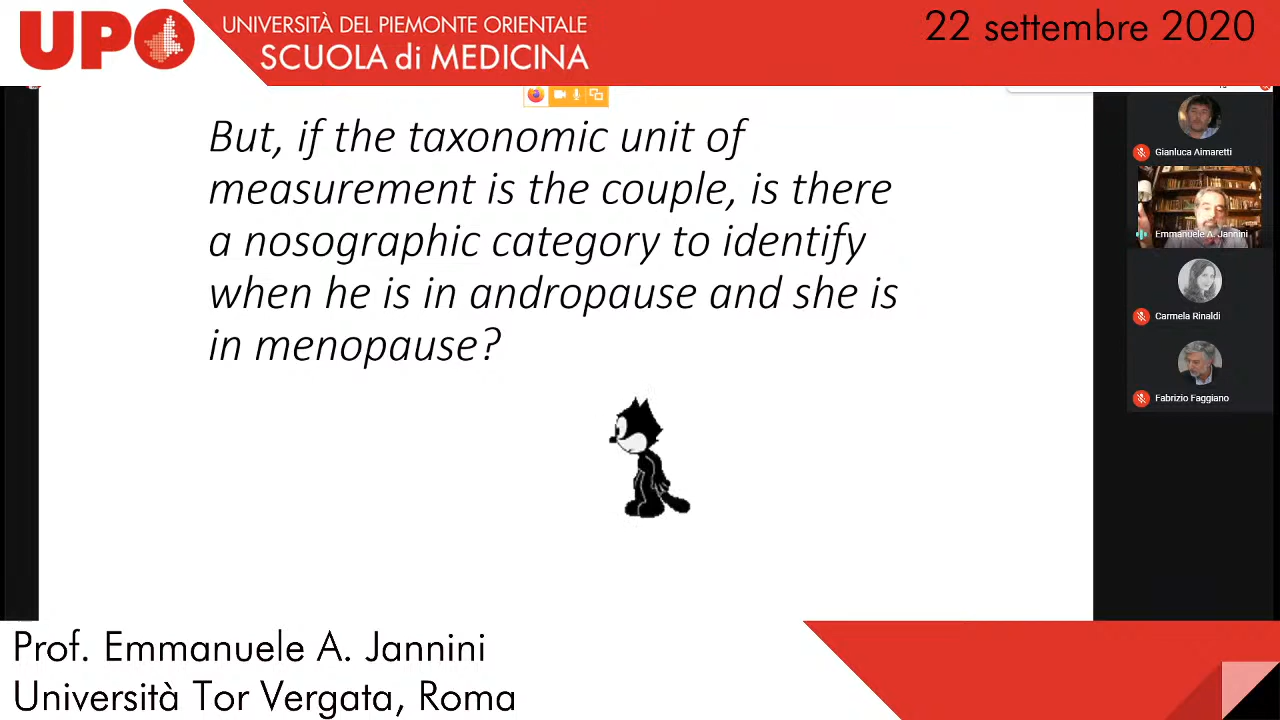 UPO
UNIVERSITÀ DEL PIEMONTE ORIENTALE
SCUOLA di MEDICINA
22 settembre 2020
But, if the taxonomic unit of
measurement is the couple, is there
a nosographic category to identify
when he is in andropause and she is
in menopause?
Gianluca Aimaretti
Emmanuele A. Jannini
Carmela Rinaldi
Fabrizio Faggiano
Prof. Emmanuele A. Jannini
Università Tor Vergata, Roma